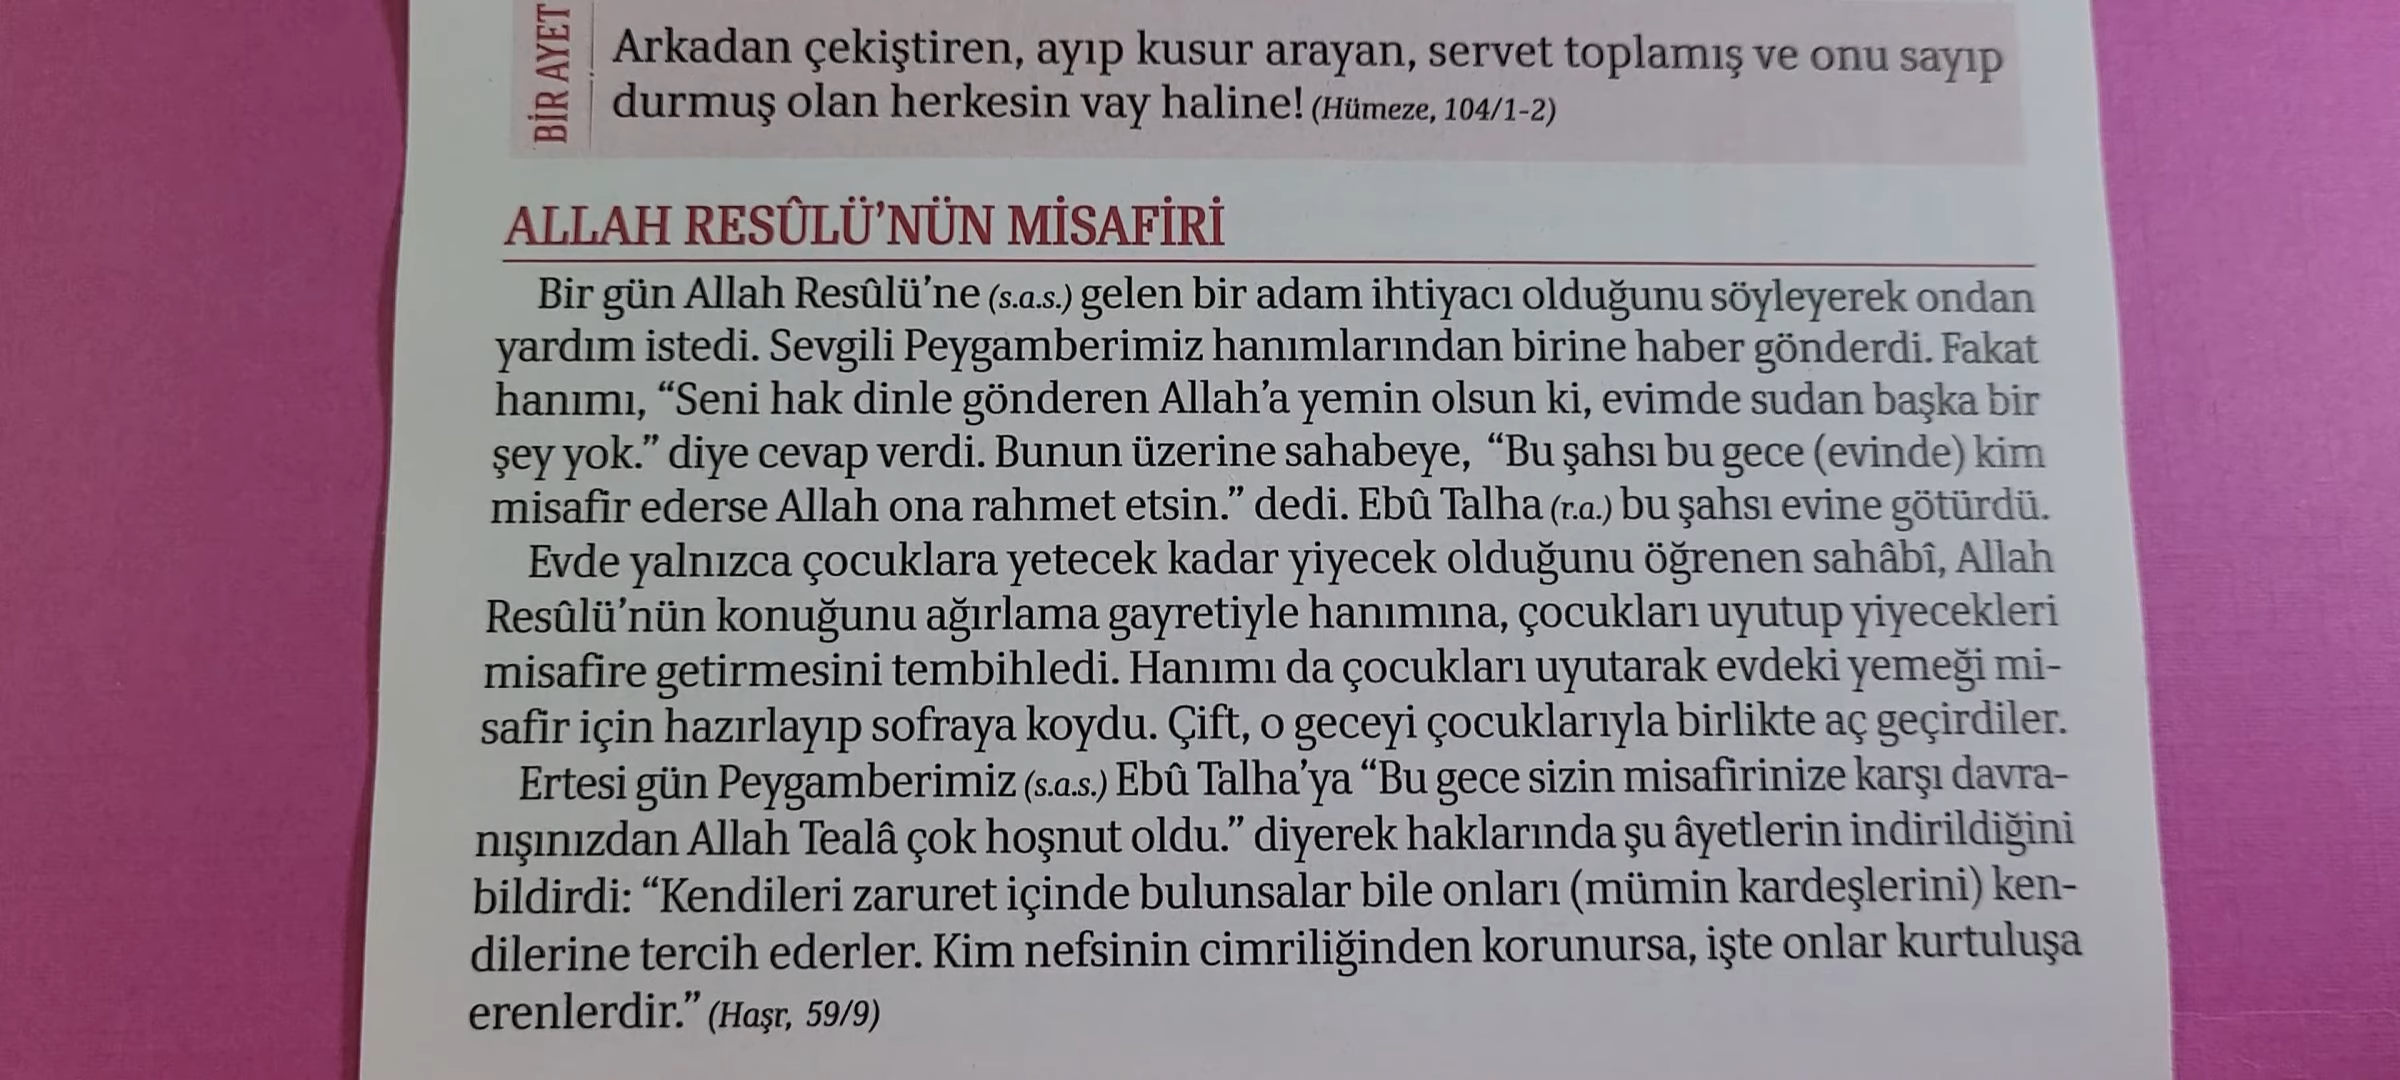 BİR AYET
Arkadan çekiştiren, ayıp kusur arayan, servet toplamış ve onu sayıp
durmuş olan herkesin vay haline! (Hümeze, 104/1-2)
ALLAH RESÛLÜ’NÜN MİSAFİRİ
Bir gün Allah Resûlü’ne (s.a.s.) gelen bir adam ihtiyacı olduğunu söyleyerek ondan
yardım istedi. Sevgili Peygamberimiz hanımlarından birine haber gönderdi. Fakat
hanımı, “Seni hak dinle gönderen Allah’a yemin olsun ki, evimde sudan başka bir
şey yok.” diye cevap verdi. Bunun üzerine sahabeye, “Bu şahsı bu gece (evinde) kim
misafir ederse Allah ona rahmet etsin.” dedi. Ebû Talha (r.a.) bu şahsı evine götürdü.
Evde yalnızca çocuklara yetecek kadar yiyecek olduğunu öğrenen sahâbî, Allah
Resûlü’nün konuğunu ağırlama gayretiyle hanımına, çocukları uyutup yiyecekleri
misafire getirmesini tembihledi. Hanımı da çocukları uyutarak evdeki yemeği mi-
safir için hazırlayıp sofraya koydu. Çift, o geceyi çocuklarıyla birlikte aç geçirdiler.
Ertesi gün Peygamberimiz (s.a.s.) Ebû Talha’ya “Bu gece sizin misafirinize karşı davra-
nışınızdan Allah Tealâ çok hoşnut oldu.” diyerek haklarında şu âyetlerin indirildiğini
bildirdi: “Kendileri zaruret içinde bulunsalar bile onları (mümin kardeşlerini) ken-
dilerine tercih ederler. Kim nefsinin cimriliğinden korunursa, işte onlar kurtuluşa
erenlerdir.” (Haşr, 59/9)